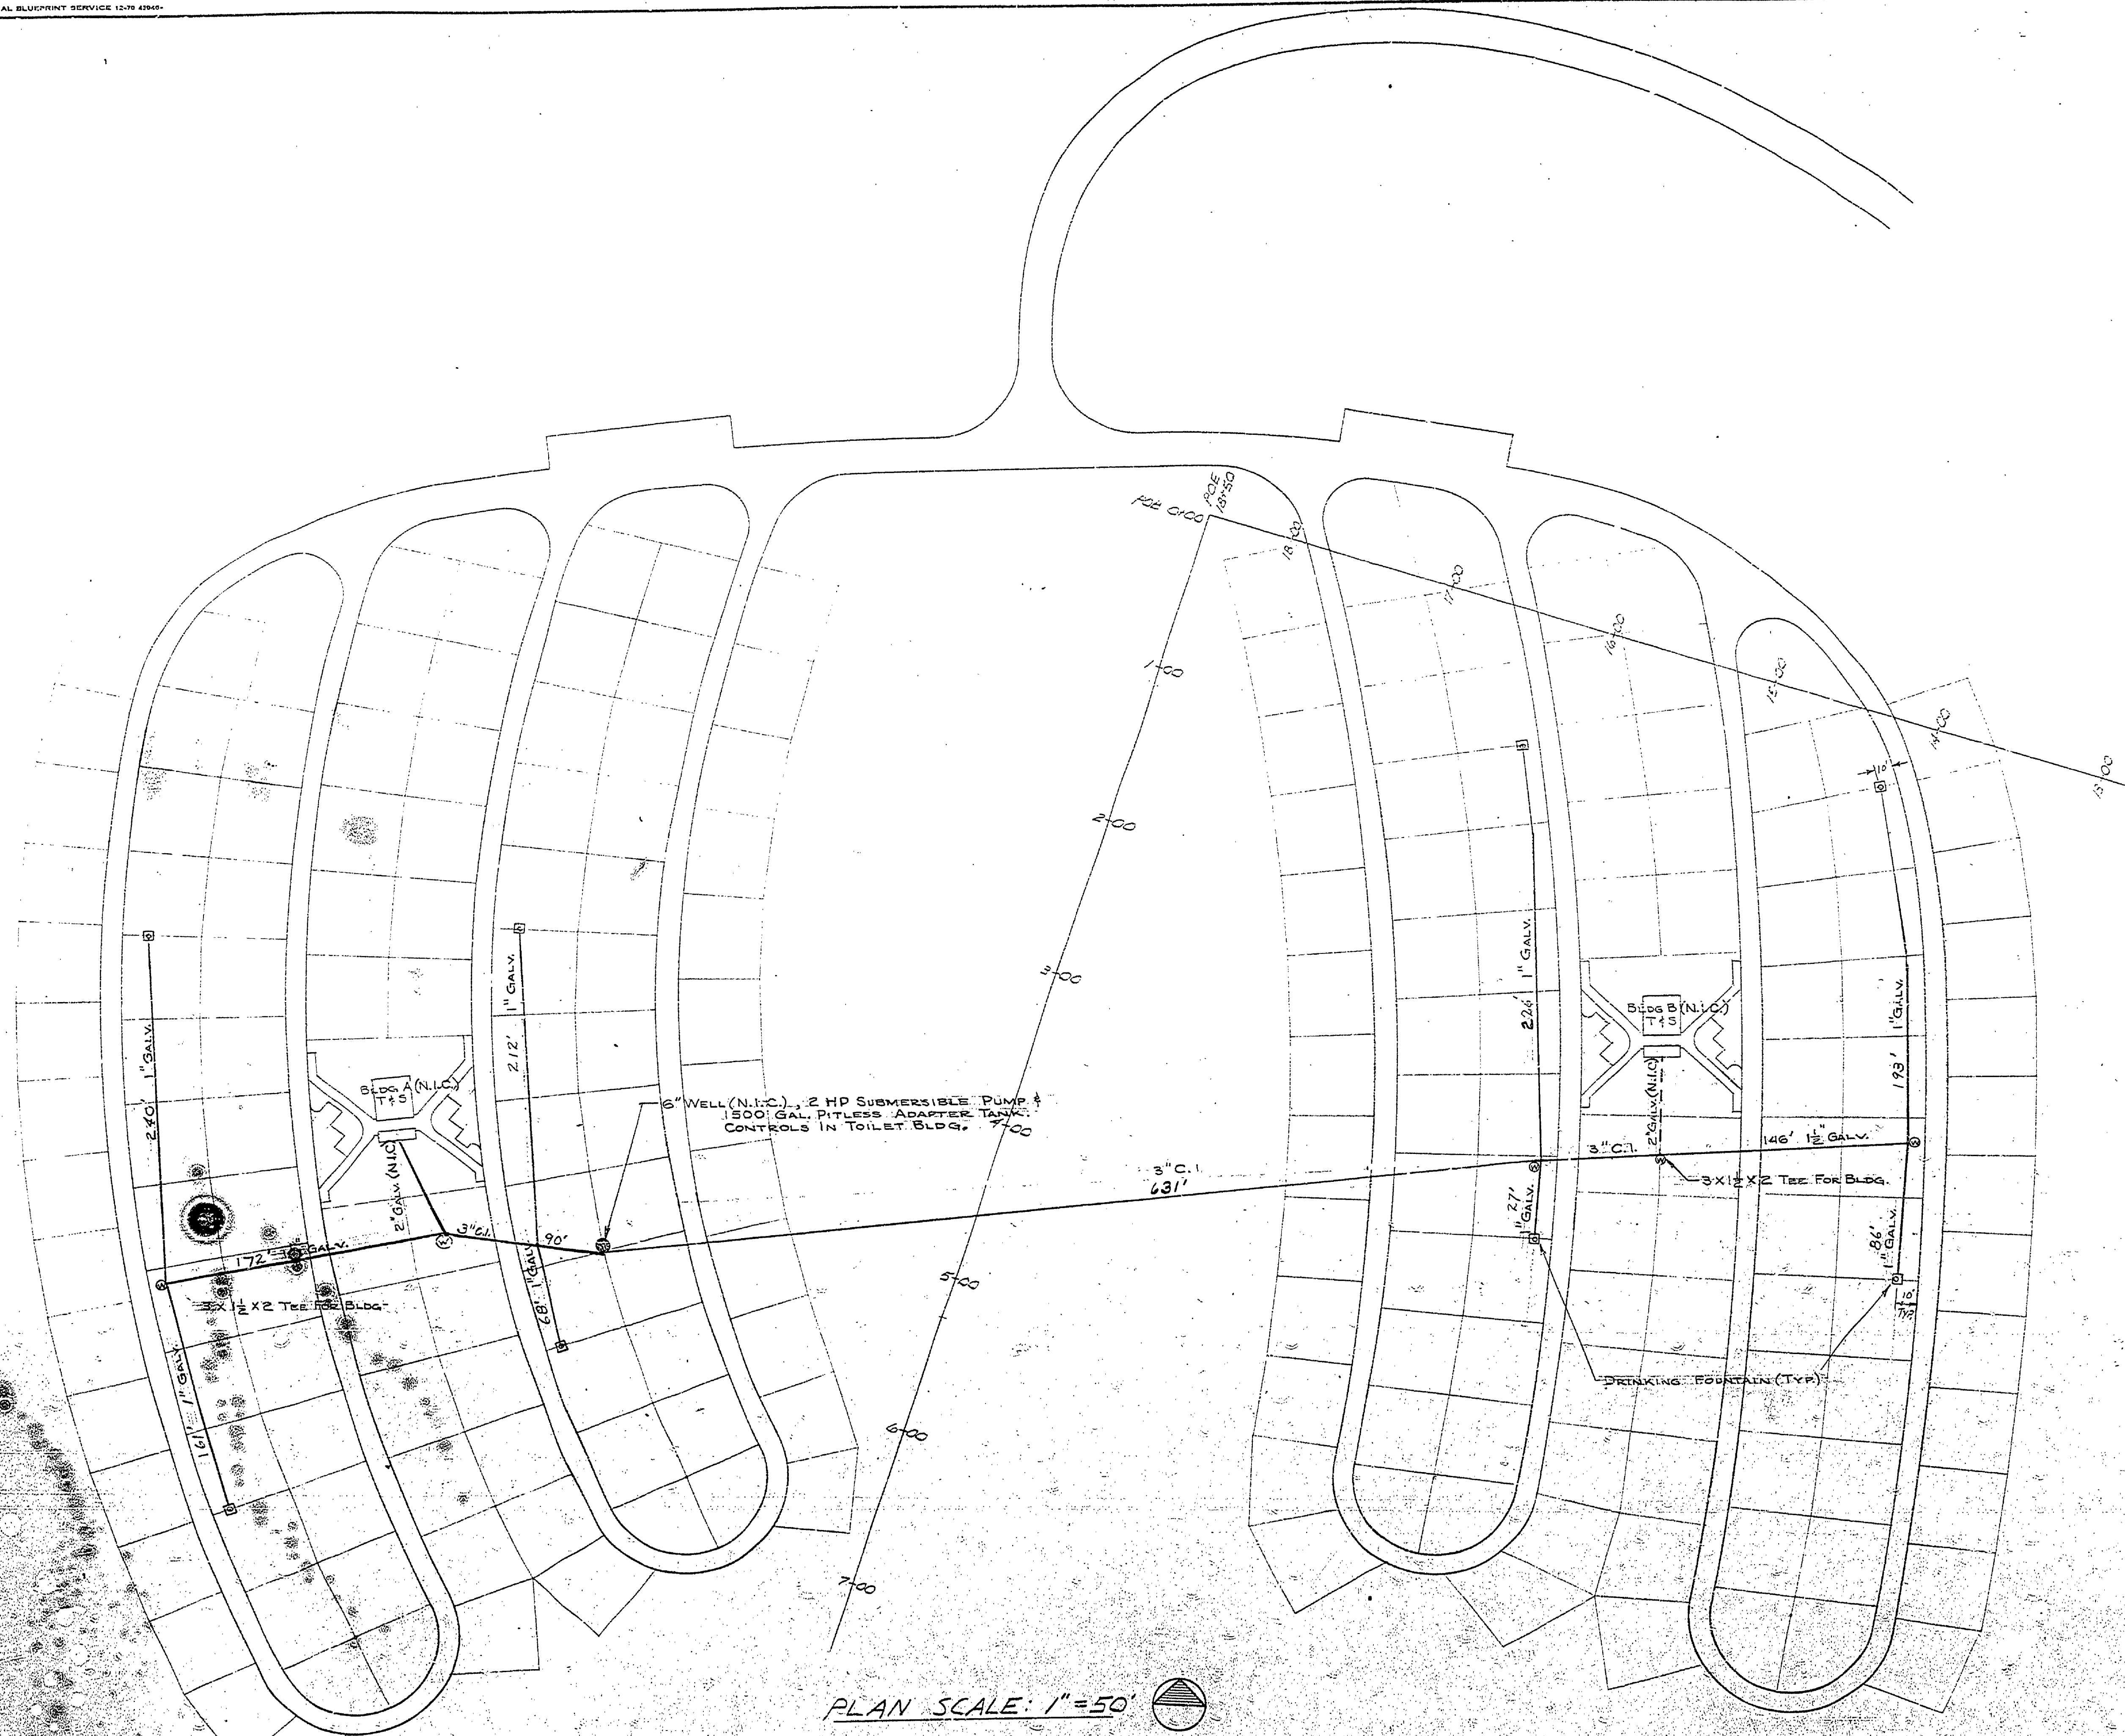 AL BLUEPRINT SERVICE 12-70 42940-
POE 0+00
POE
18+50
18+00
17+00
16+00
15+00
14+00
13+00
1+00
2+00
3+00
4+00
5+00
6+00
7+00
240' 1" GALV.
BLDG A (N.I.C.)
T & S
2" GALV. (N.I.C.)
172'
GALV.
3 X 1½ X 2 TEE FOR BLDG
161' 1" GALV.
212' 1" GALV.
3" C.I.
90'
68' 1" GALV.
6" WELL (N.I.C.), 2 HP SUBMERSIBLE PUMP &
1500 GAL. PITLESS ADAPTER TANK.
CONTROLS IN TOILET BLDG.
3" C.I.
631'
226' 1" GALV.
27'
1" GALV.
BLDG B (N.I.C.)
T & S
2" GALV. (N.I.C.)
3" C.I.
146' 1½" GALV.
3 X 1½ X 2 TEE FOR BLDG.
10'
1" GALV.
193'
86'
1" GALV.
10'
TYP
DRINKING FOUNTAIN (TYP.)
PLAN SCALE: 1" = 50'